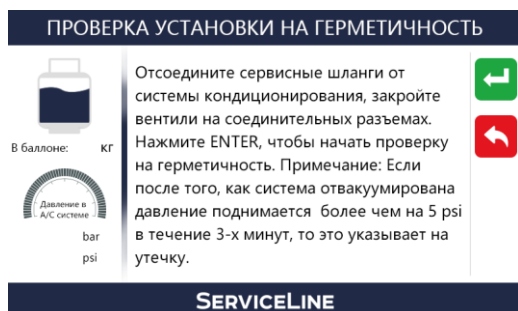 ПРОВЕРКА УСТАНОВКИ НА ГЕРМЕТИЧНОСТЬ
В баллоне: кг
Давление в
A/C системе
bar
psi
Отсоедините сервисные шланги от
системы кондиционирования, закройте
вентили на соединительных разъемах.
Нажмите ENTER, чтобы начать проверку
на герметичность. Примечание: Если
после того, как система отвакуумирована
давление поднимается более чем на 5 psi
в течение 3-х минут, то это указывает на
утечку.
SERVICELINE